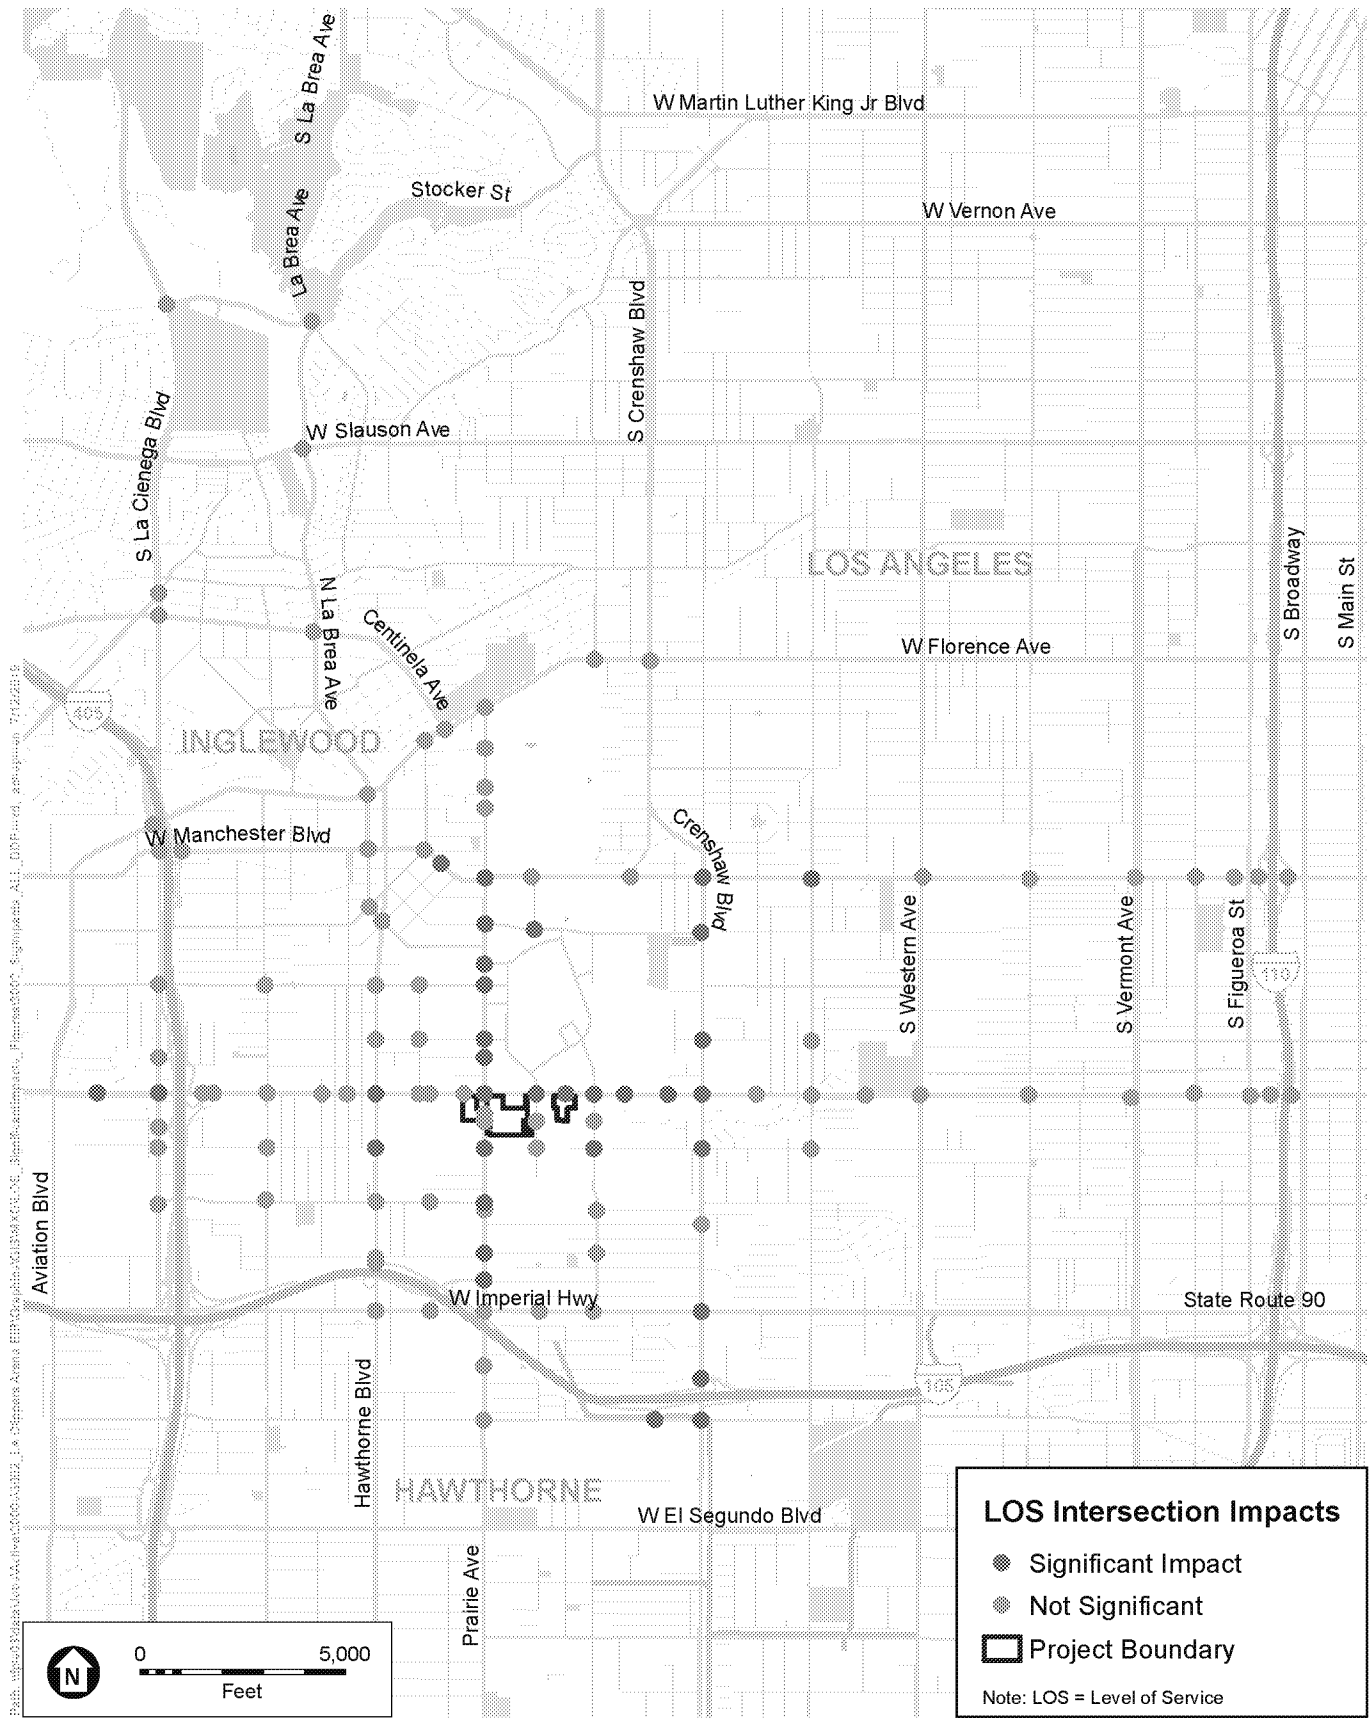 S La Brea Ave
W Martin Luther King Jr Blvd
Stocker St
La Brea Ave
W Vernon Ave
S Crenshaw Blvd
S La Cienega Blvd
W Slauson Ave
LOS ANGELES
S Broadway
S Main St
N La Brea Ave
Centinela Ave
W Florence Ave
405
INGLEWOOD
W Manchester Blvd
Crenshaw Blvd
S Western Ave
S Vermont Ave
S Figueroa St
110
Aviation Blvd
W Imperial Hwy
State Route 90
105
Hawthorne Blvd
HAWTHORNE
W El Segundo Blvd
Prairie Ave
LOS Intersection Impacts
Significant Impact
Not Significant
Project Boundary
Note: LOS = Level of Service
N
0 5,000
Feet